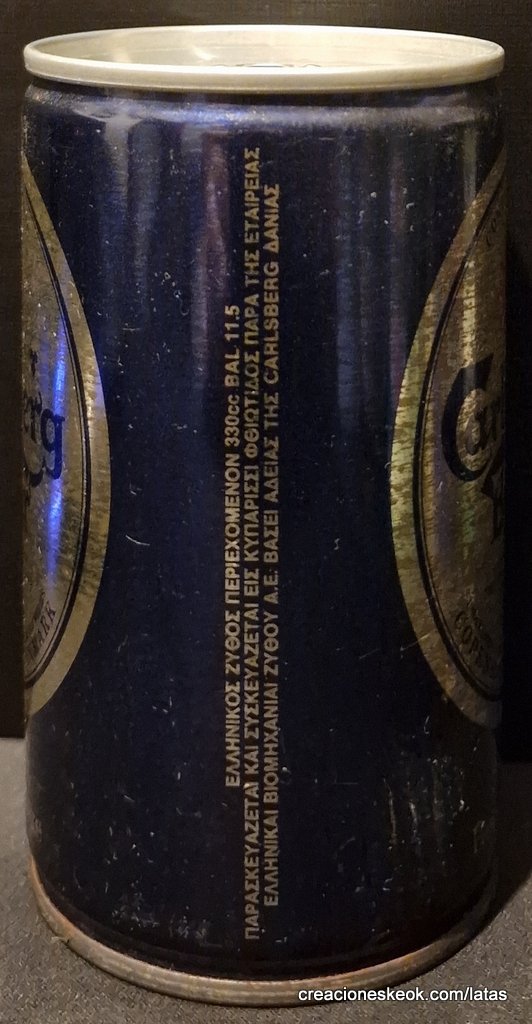 ΕΛΛΗΝΙΚΟΣ ΖΥΘΟΣ ΠΕΡΙΕΧΟΜΕΝΟΝ 330cc BAL 11.5
ΠΑΡΑΣΚΕΥΑΖΕΤΑΙ ΚΑΙ ΣΥΣΚΕΥΑΖΕΤΑΙ ΕΙΣ ΚΥΠΑΡΙΣΣΙ ΦΘΙΩΤΙΔΟΣ ΠΑΡΑ ΤΗΣ ΕΤΑΙΡΕΙΑΣ
ΕΛΛΗΝΙΚΑΙ ΒΙΟΜΗΧΑΝΙΑΙ ΖΥΘΟΥ Α.Ε. ΒΑΣΕΙ ΑΔΕΙΑΣ ΤΗΣ CARLSBERG ΔΑΝΙΑΣ
creacioneskeok.com/latas